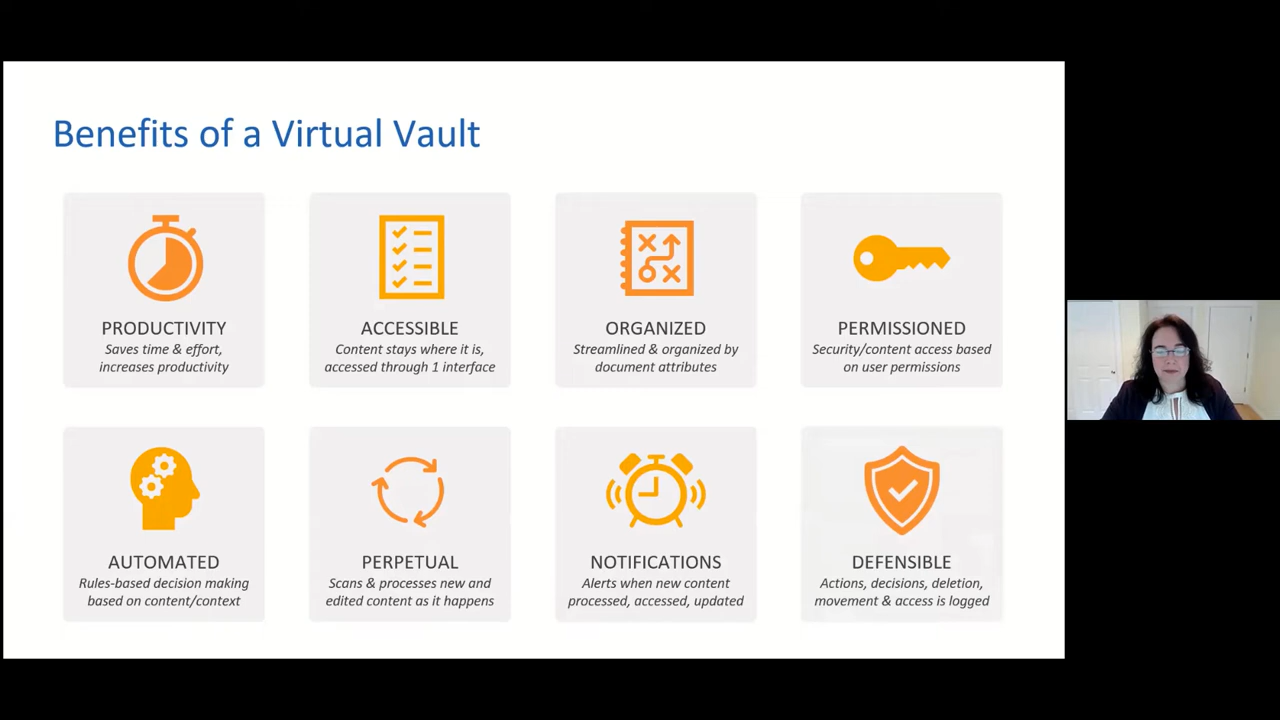 Benefits of a Virtual Vault
PRODUCTIVITY
Saves time & effort,
increases productivity
ACCESSIBLE
Content stays where it is,
accessed through 1 interface
ORGANIZED
Streamlined & organized by
document attributes
PERMISSIONED
Security/content access based
on user permissions
AUTOMATED
Rules-based decision making
based on content/context
PERPETUAL
Scans & processes new and
edited content as it happens
NOTIFICATIONS
Alerts when new content
processed, accessed, updated
DEFENSIBLE
Actions, decisions, deletion,
movement & access is logged